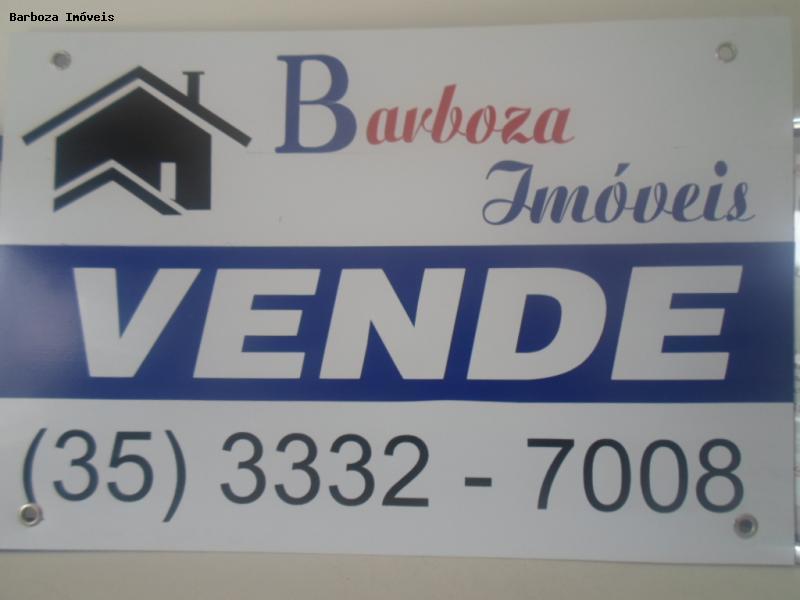 Barboza Imóveis
Barboza
Imóveis
VENDE
(35) 3332 - 7008